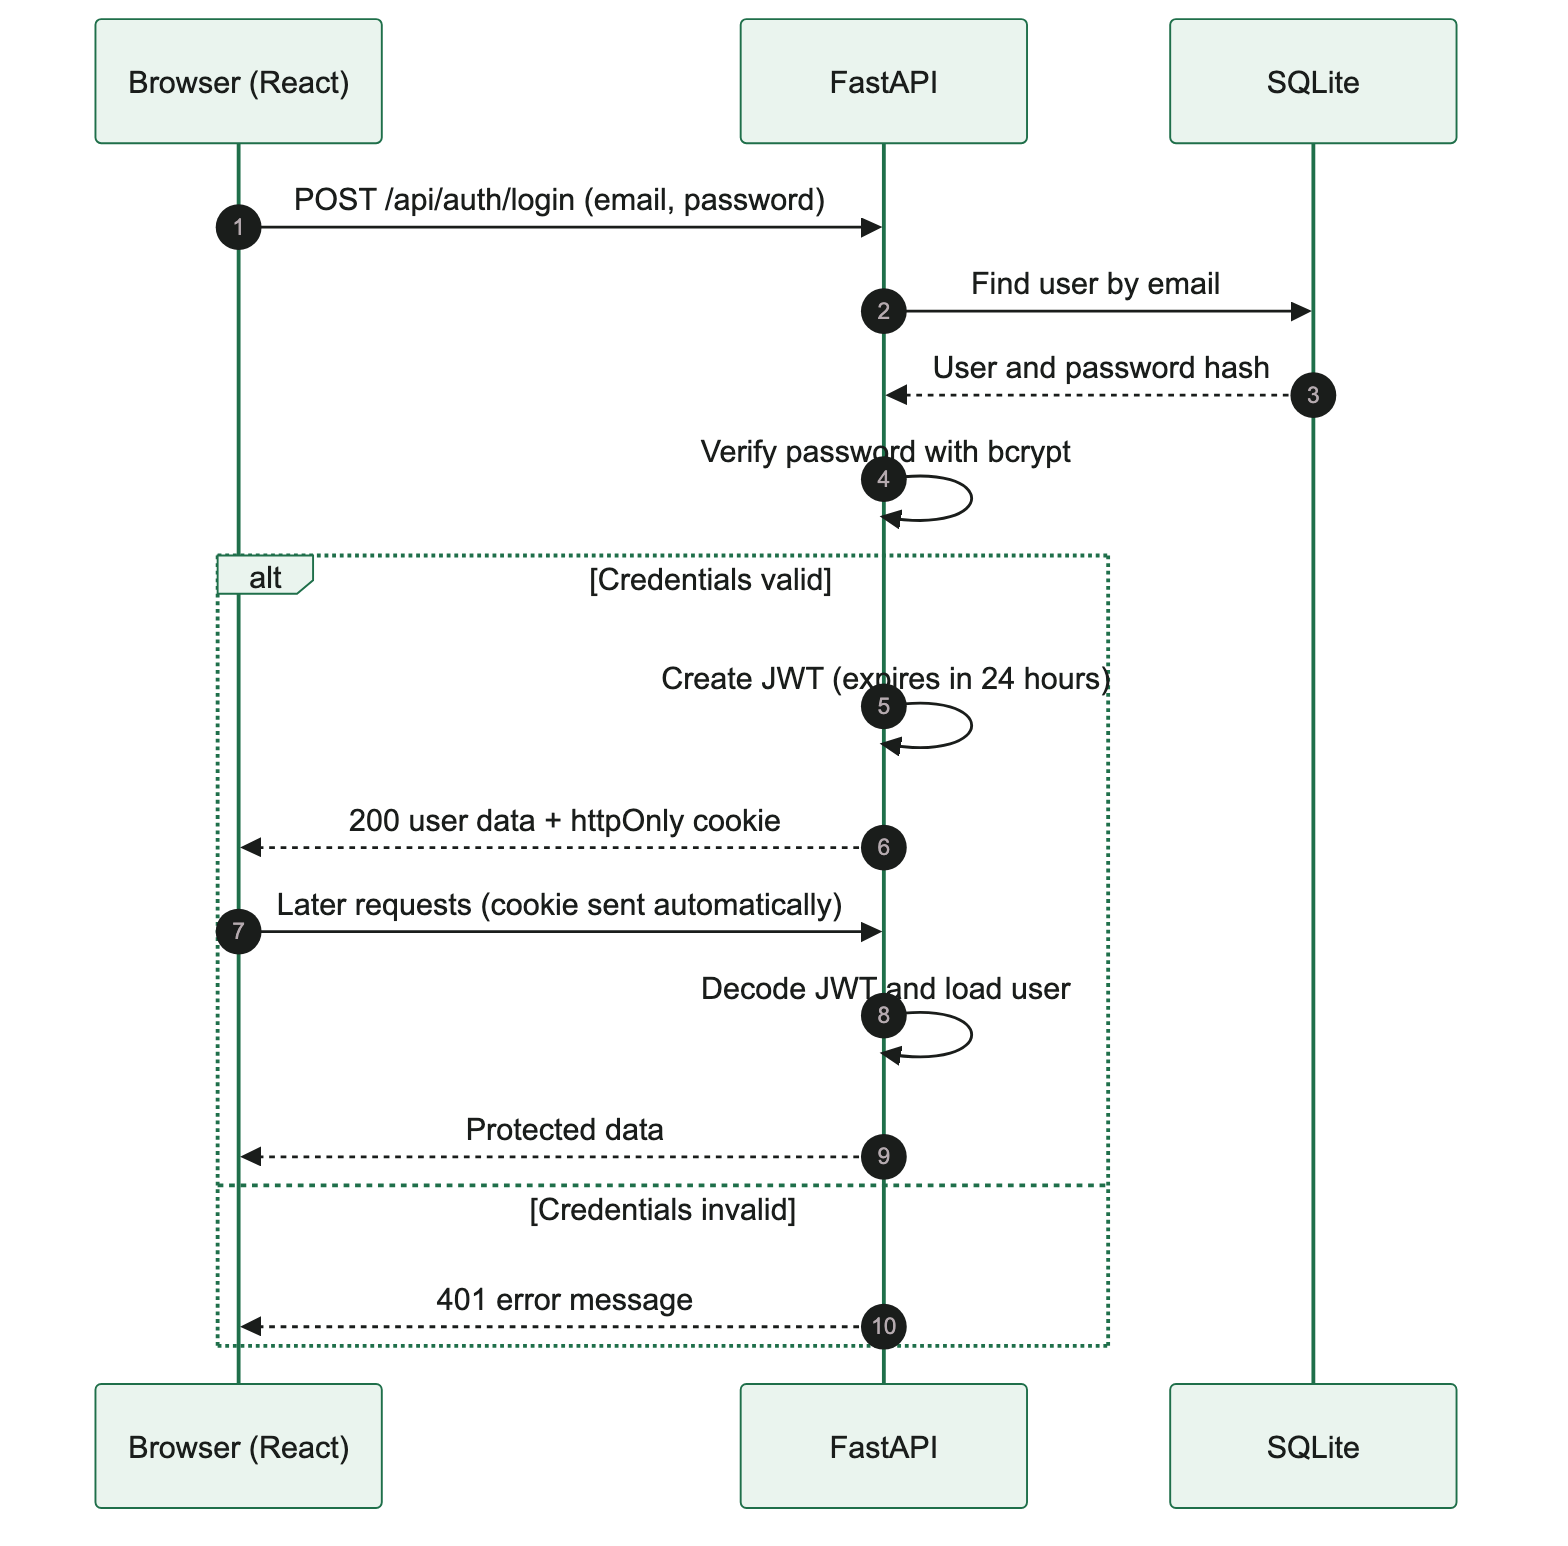 Browser (React)
FastAPI
SQLite
POST /api/auth/login (email, password)
1
Find user by email
2
User and password hash
3
Verify password with bcrypt
4
alt
[Credentials valid]
Create JWT (expires in 24 hours)
5
200 user data + httpOnly cookie
6
Later requests (cookie sent automatically)
7
Decode JWT and load user
8
Protected data
9
[Credentials invalid]
401 error message
10
Browser (React)
FastAPI
SQLite